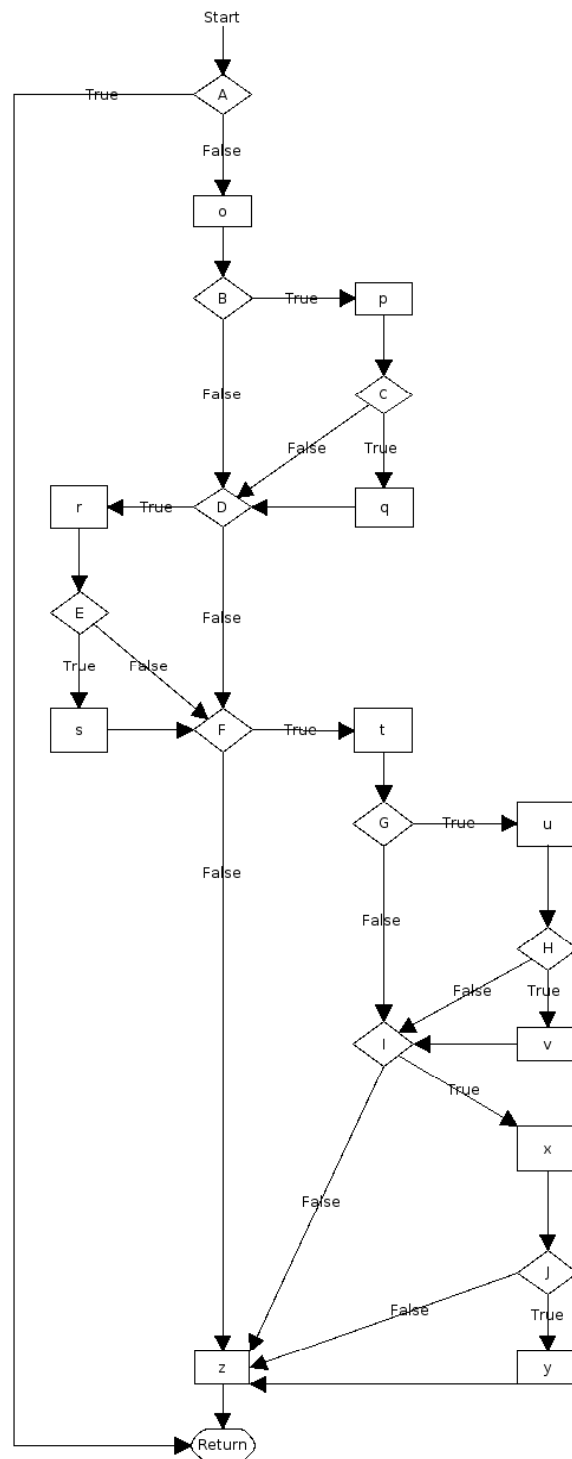 Start
A
True
False
o
B
True
p
False
C
False
True
r
True
D
q
E
False
True
False
s
F
True
t
G
True
u
False
False
H
False
True
I
v
True
x
False
J
False
True
z
y
Return